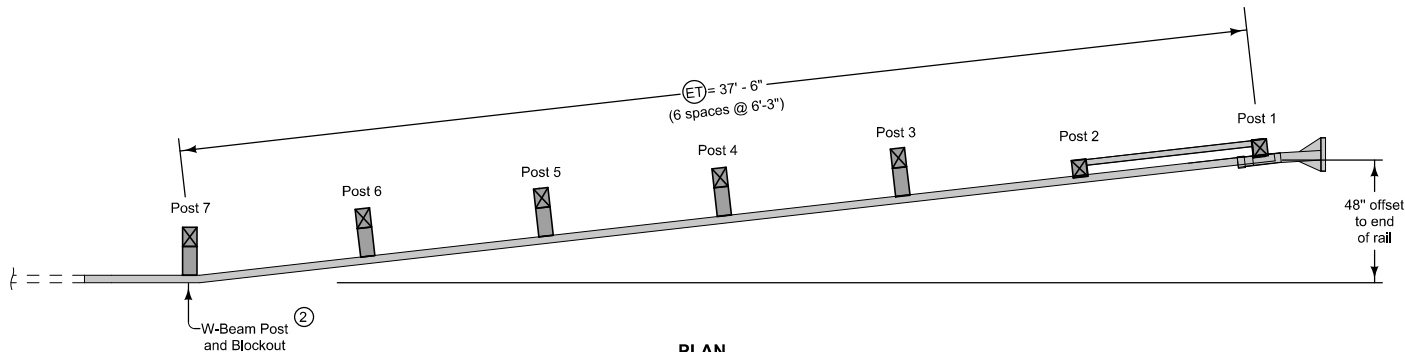 ET = 37' - 6"
(6 spaces @ 6'-3")
Post 1
Post 2
Post 3
Post 4
Post 5
Post 6
Post 7
48" offset
to end
of rail
W-Beam Post 2
and Blockout
PLAN